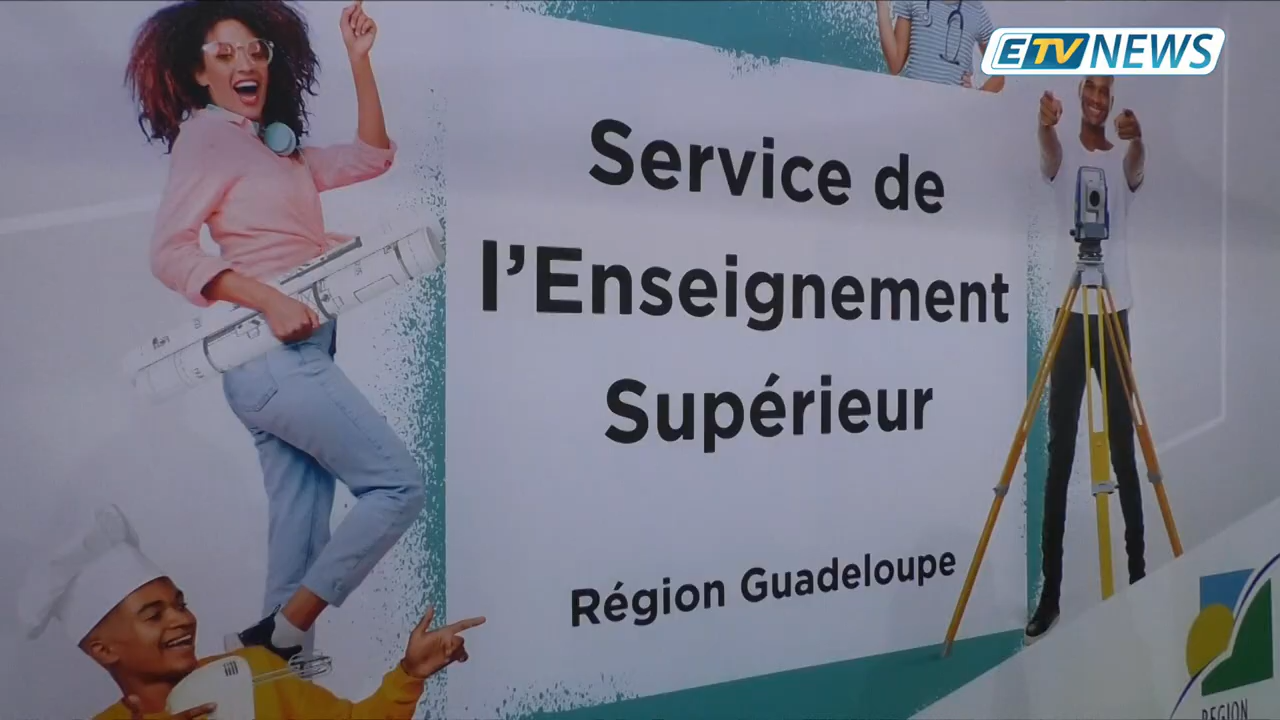 ETV NEWS
Service de
l'Enseignement
Supérieur
Région Guadeloupe
RÉGION